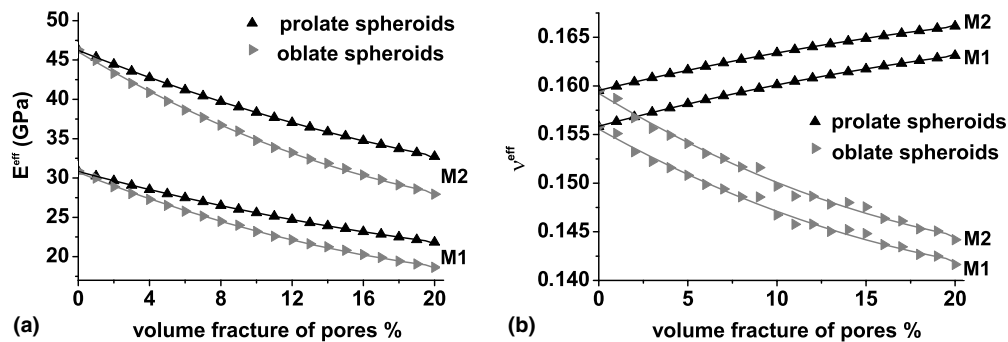 50
45
40
35
30
25
20
E^eff (GPa)
prolate spheroids
oblate spheroids
M2
M1
0 4 8 12 16 20
(a) volume fracture of pores %
0.165
0.160
0.155
0.150
0.145
0.140
ν^eff
M2
M1
prolate spheroids
oblate spheroids
M2
M1
0 5 10 15 20
(b) volume fracture of pores %